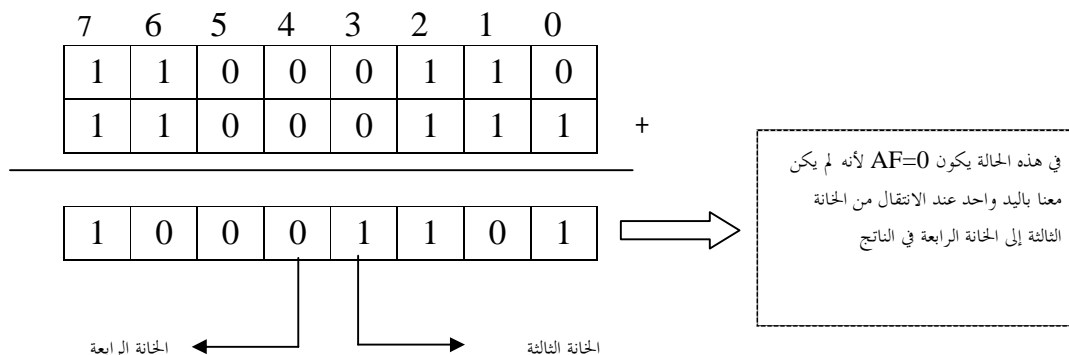 7 6 5 4 3 2 1 0
1 1 0 0 0 1 1 0
1 1 0 0 0 1 1 1 +
1 0 0 0 1 1 0 1
في هذه الحالة يكون AF=0 لأنه لم يكن
معنا باليد واحد عند الانتقال من الخانة
الثالثة إلى الخانة الرابعة في الناتج
الخانة الثالثة
الخانة الرابعة